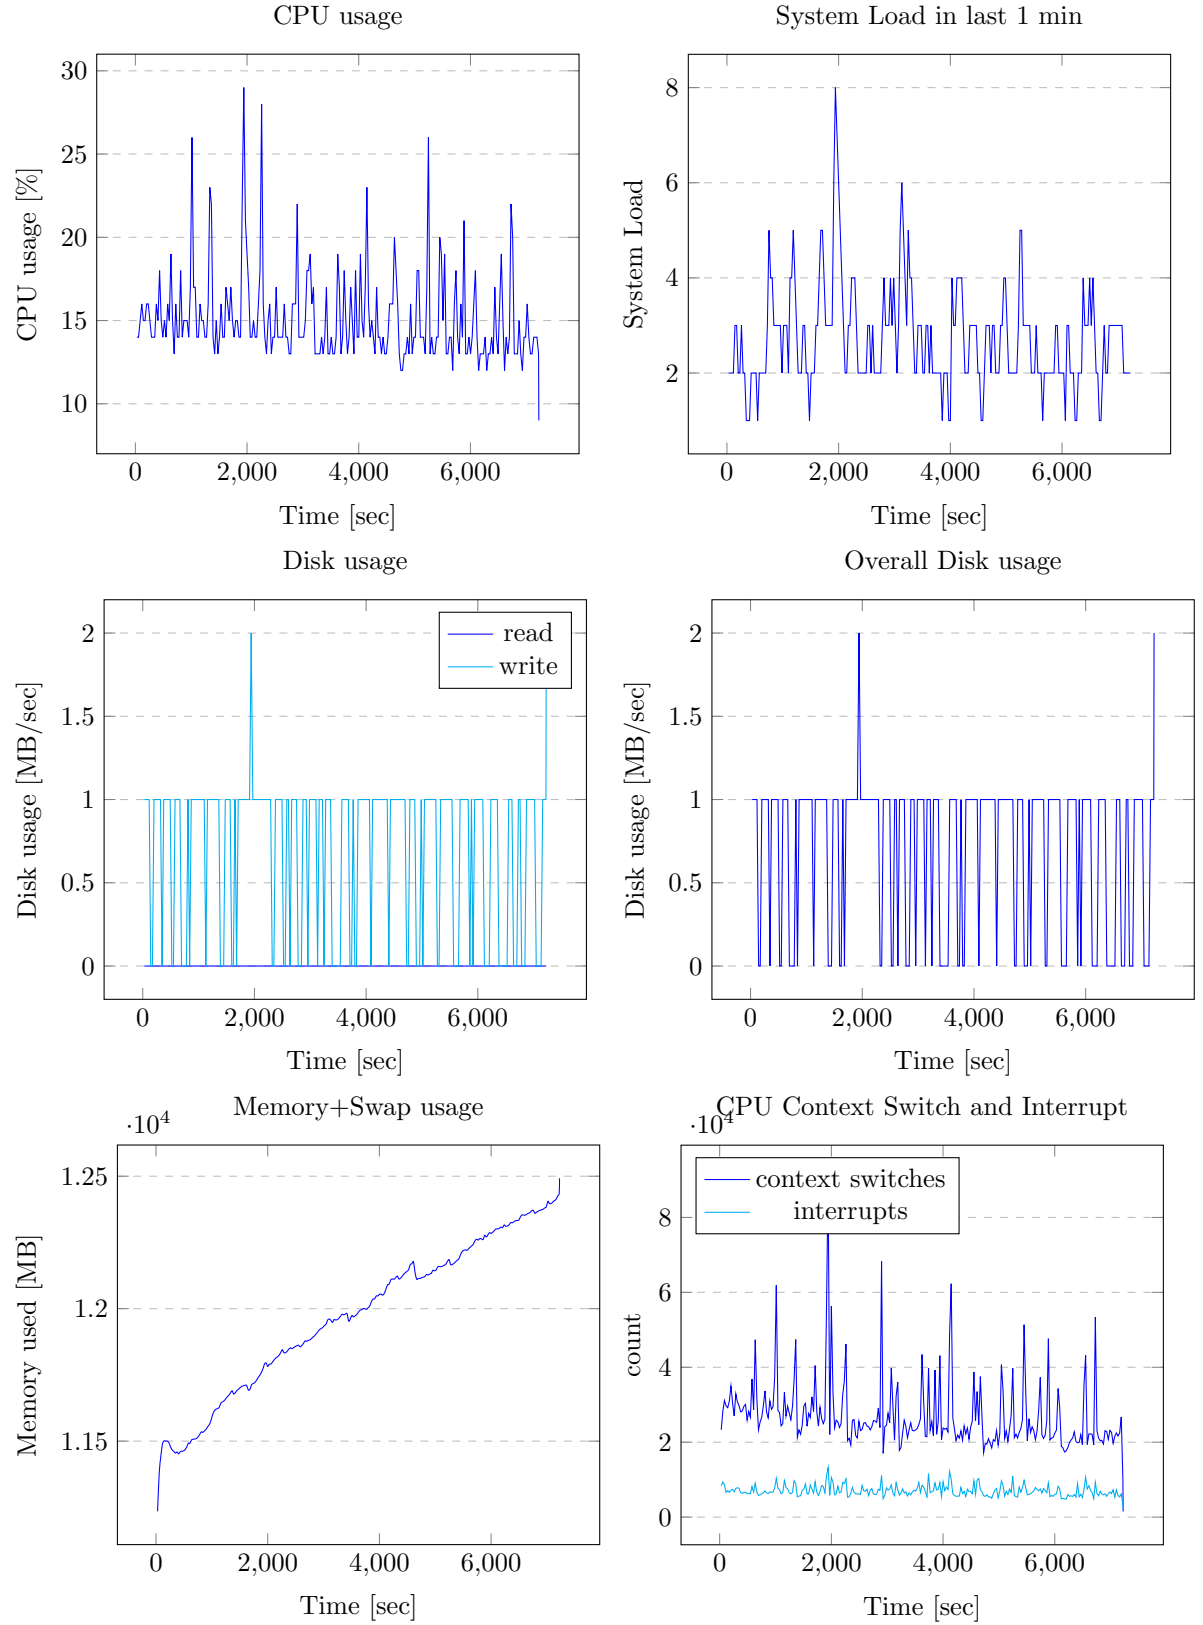 CPU usage
30
25
20
15
10
CPU usage [%]
0 2,000 4,000 6,000
Time [sec]
System Load in last 1 min
8
6
4
2
System Load
0 2,000 4,000 6,000
Time [sec]
Disk usage
read
write
2
1.5
1
0.5
0
Disk usage [MB/sec]
0 2,000 4,000 6,000
Time [sec]
Overall Disk usage
2
1.5
1
0.5
0
Disk usage [MB/sec]
0 2,000 4,000 6,000
Time [sec]
Memory+Swap usage
·10⁴
1.25
1.2
1.15
Memory used [MB]
0 2,000 4,000 6,000
Time [sec]
CPU Context Switch and Interrupt
·10⁴
context switches
interrupts
8
6
4
2
0
count
0 2,000 4,000 6,000
Time [sec]